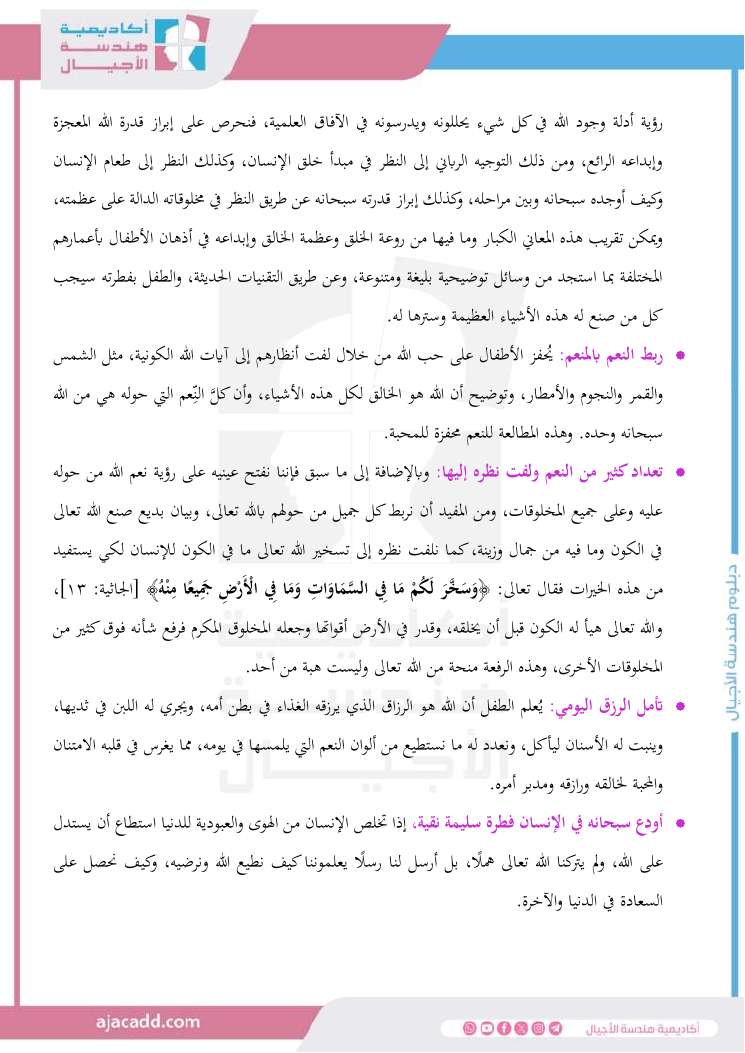 أكاديمية
هندسة
الأجيال
رؤية أدلة وجود الله في كل شيء يحللونه ويدرسونه في الآفاق العلمية، فنحرص على إبراز قدرة الله المعجزة
وإبداعه الرائع، ومن ذلك التوجيه الرباني إلى النظر في مبدأ خلق الإنسان، وكذلك النظر إلى طعام الإنسان
وكيف أوجده سبحانه وبين مراحله، وكذلك إبراز قدرته سبحانه عن طريق النظر في مخلوقاته الدالة على عظمته،
ويمكن تقريب هذه المعاني الكبار وما فيها من روعة الخلق وعظمة الخالق وإبداعه في أذهان الأطفال بأعمارهم
المختلفة بما استجد من وسائل توضيحية بليغة ومتنوعة، وعن طريق التقنيات الحديثة، والطفل بفطرته سيجب
كل من صنع له هذه الأشياء العظيمة وسترها له.
• ربط النعم بالمنعم: يُحفز الأطفال على حب الله من خلال لفت أنظارهم إلى آيات الله الكونية، مثل الشمس
والقمر والنجوم والأمطار، وتوضيح أن الله هو الخالق لكل هذه الأشياء، وأن كلَّ النِّعم التي حوله هي من الله
سبحانه وحده. وهذه المطالعة للنعم محفزة للمحبة.
• تعداد كثير من النعم ولفت نظره إليها: وبالإضافة إلى ما سبق فإننا نفتح عينيه على رؤية نعم الله من حوله
عليه وعلى جميع المخلوقات، ومن المفيد أن نربط كل جميل من حولهم بالله تعالى، وبيان بديع صنع الله تعالى
في الكون وما فيه من جمال وزينة، كما نلفت نظره إلى تسخير الله تعالى ما في الكون للإنسان لكي يستفيد
من هذه الخيرات فقال تعالى: ﴿وَسَخَّرَ لَكُمْ مَا فِي السَّمَاوَاتِ وَمَا فِي الْأَرْضِ جَمِيعًا مِنْهُ﴾ [الجاثية: ١٣]،
والله تعالى هيأ له الكون قبل أن يخلقه، وقدر في الأرض أقواتها وجعله المخلوق المكرم فرفع شأنه فوق كثير من
المخلوقات الأخرى، وهذه الرفعة منحة من الله تعالى وليست هبة من أحد.
• تأمل الرزق اليومي: يُعلم الطفل أن الله هو الرزاق الذي يرزقه الغذاء في بطن أمه، ويجري له اللبن في ثديها،
وينبت له الأسنان ليأكل، ونعدد له ما نستطيع من ألوان النعم التي يلمسها في يومه، مما يغرس في قلبه الامتنان
والمحبة لخالقه ورازقه ومدبر أمره.
• أودع سبحانه في الإنسان فطرة سليمة نقية، إذا تخلص الإنسان من الهوى والعبودية للدنيا استطاع أن يستدل
على الله، ولم يتركنا الله تعالى هملًا، بل أرسل لنا رسلًا يعلموننا كيف نطيع الله ونرضيه، وكيف نحصل على
السعادة في الدنيا والآخرة.
دبلوم هندسة الأجيال
أكاديمية هندسة الأجيال
ajacadd.com